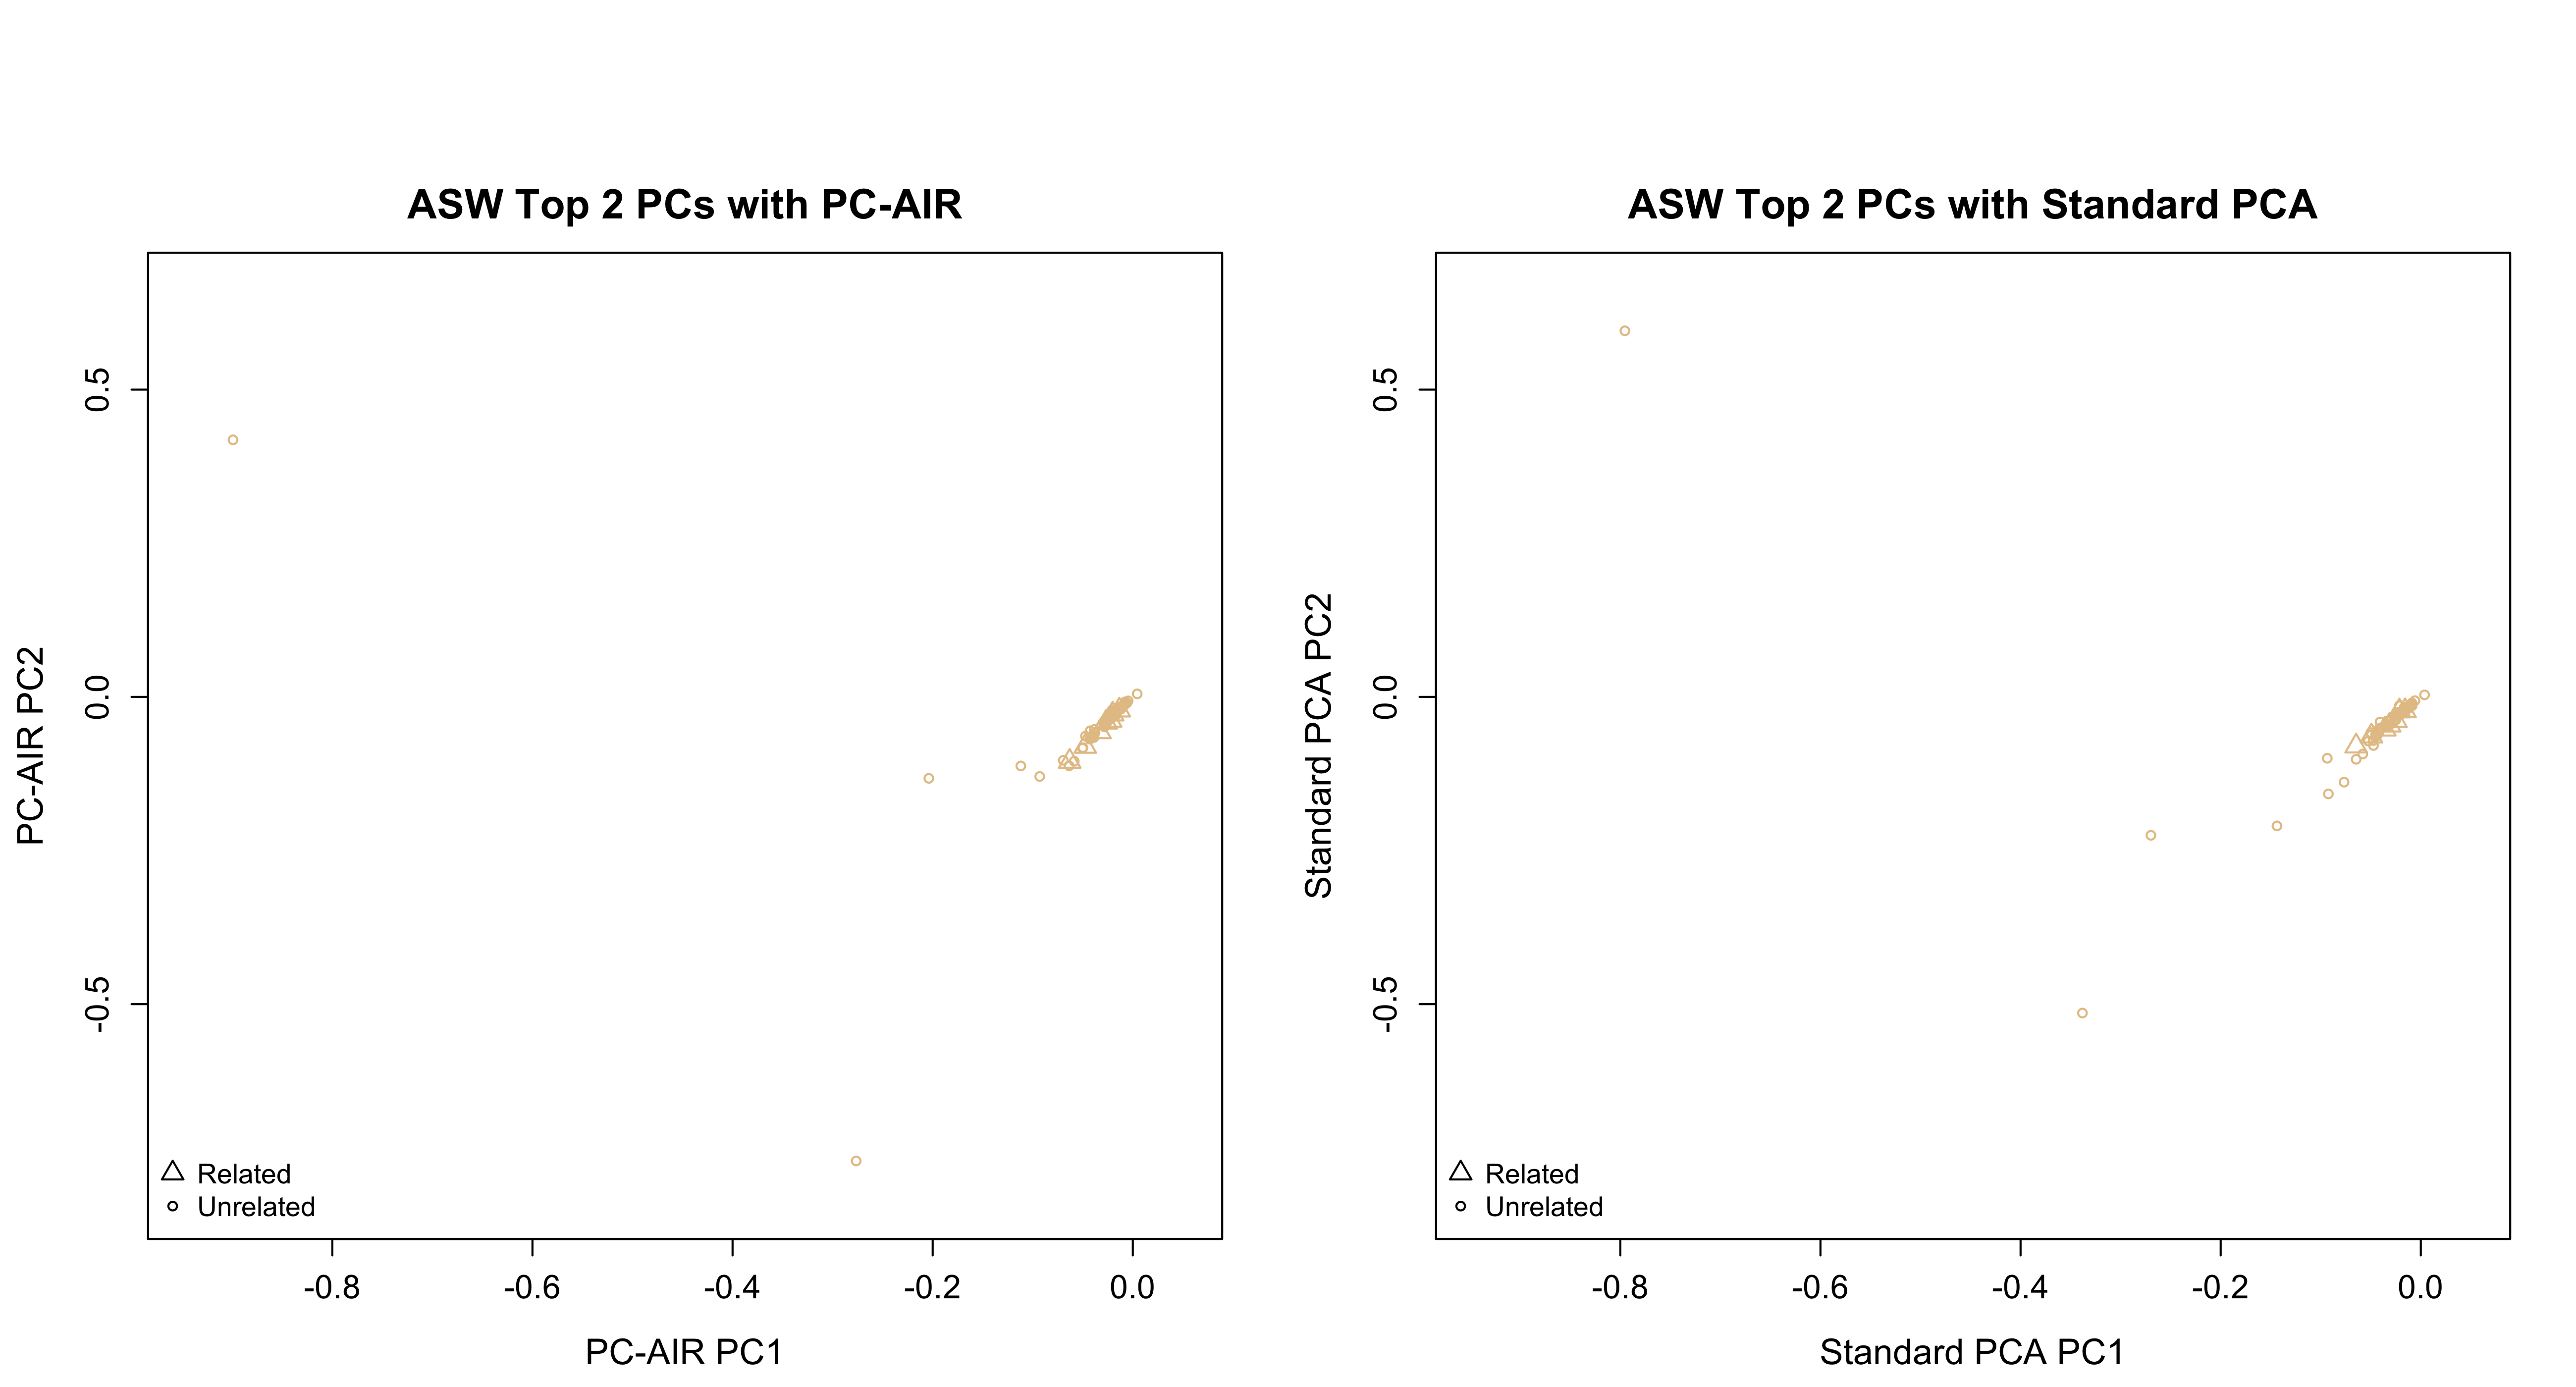 ASW Top 2 PCs with PC-AIR
PC-AIR PC2
0.5
0.0
-0.5
Related
Unrelated
-0.8
-0.6
-0.4
-0.2
0.0
PC-AIR PC1
ASW Top 2 PCs with Standard PCA
Standard PCA PC2
0.5
0.0
-0.5
Related
Unrelated
-0.8
-0.6
-0.4
-0.2
0.0
Standard PCA PC1